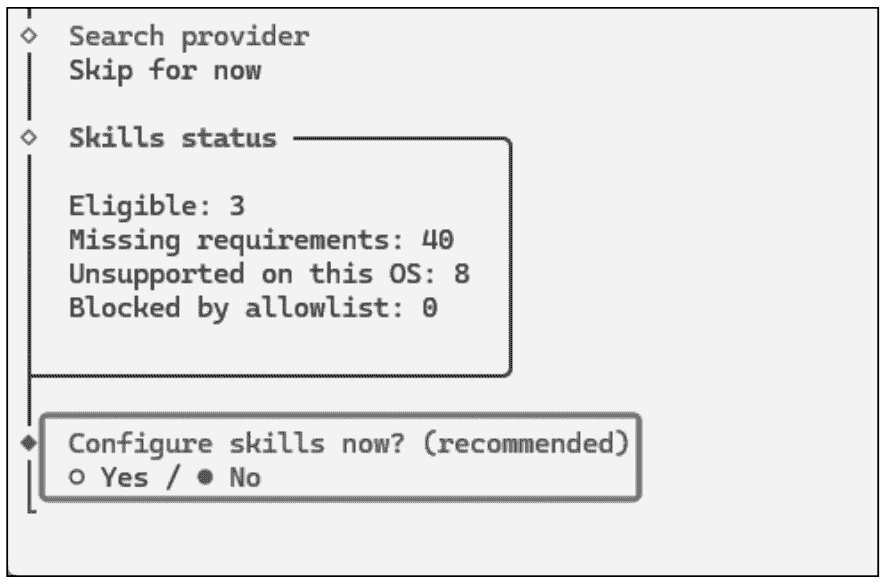 Search provider
Skip for now
Skills status
Eligible: 3
Missing requirements: 40
Unsupported on this OS: 8
Blocked by allowlist: 0
Configure skills now? (recommended)
○ Yes / ● No